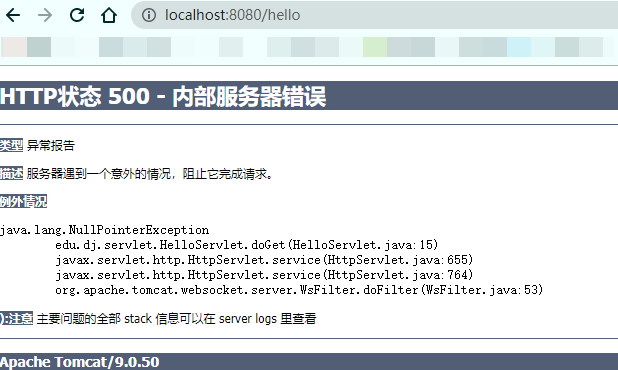 localhost:8080/hello
HTTP状态 500 - 内部服务器错误
类型 异常报告
描述 服务器遇到一个意外的情况，阻止它完成请求。
例外情况
java.lang.NullPointerException
edu.dj.servlet.HelloServlet.doGet(HelloServlet.java:15)
javax.servlet.http.HttpServlet.service(HttpServlet.java:655)
javax.servlet.http.HttpServlet.service(HttpServlet.java:764)
org.apache.tomcat.websocket.server.WsFilter.doFilter(WsFilter.java:53)
):注意 主要问题的全部 stack 信息可以在 server logs 里查看
Apache Tomcat/9.0.50